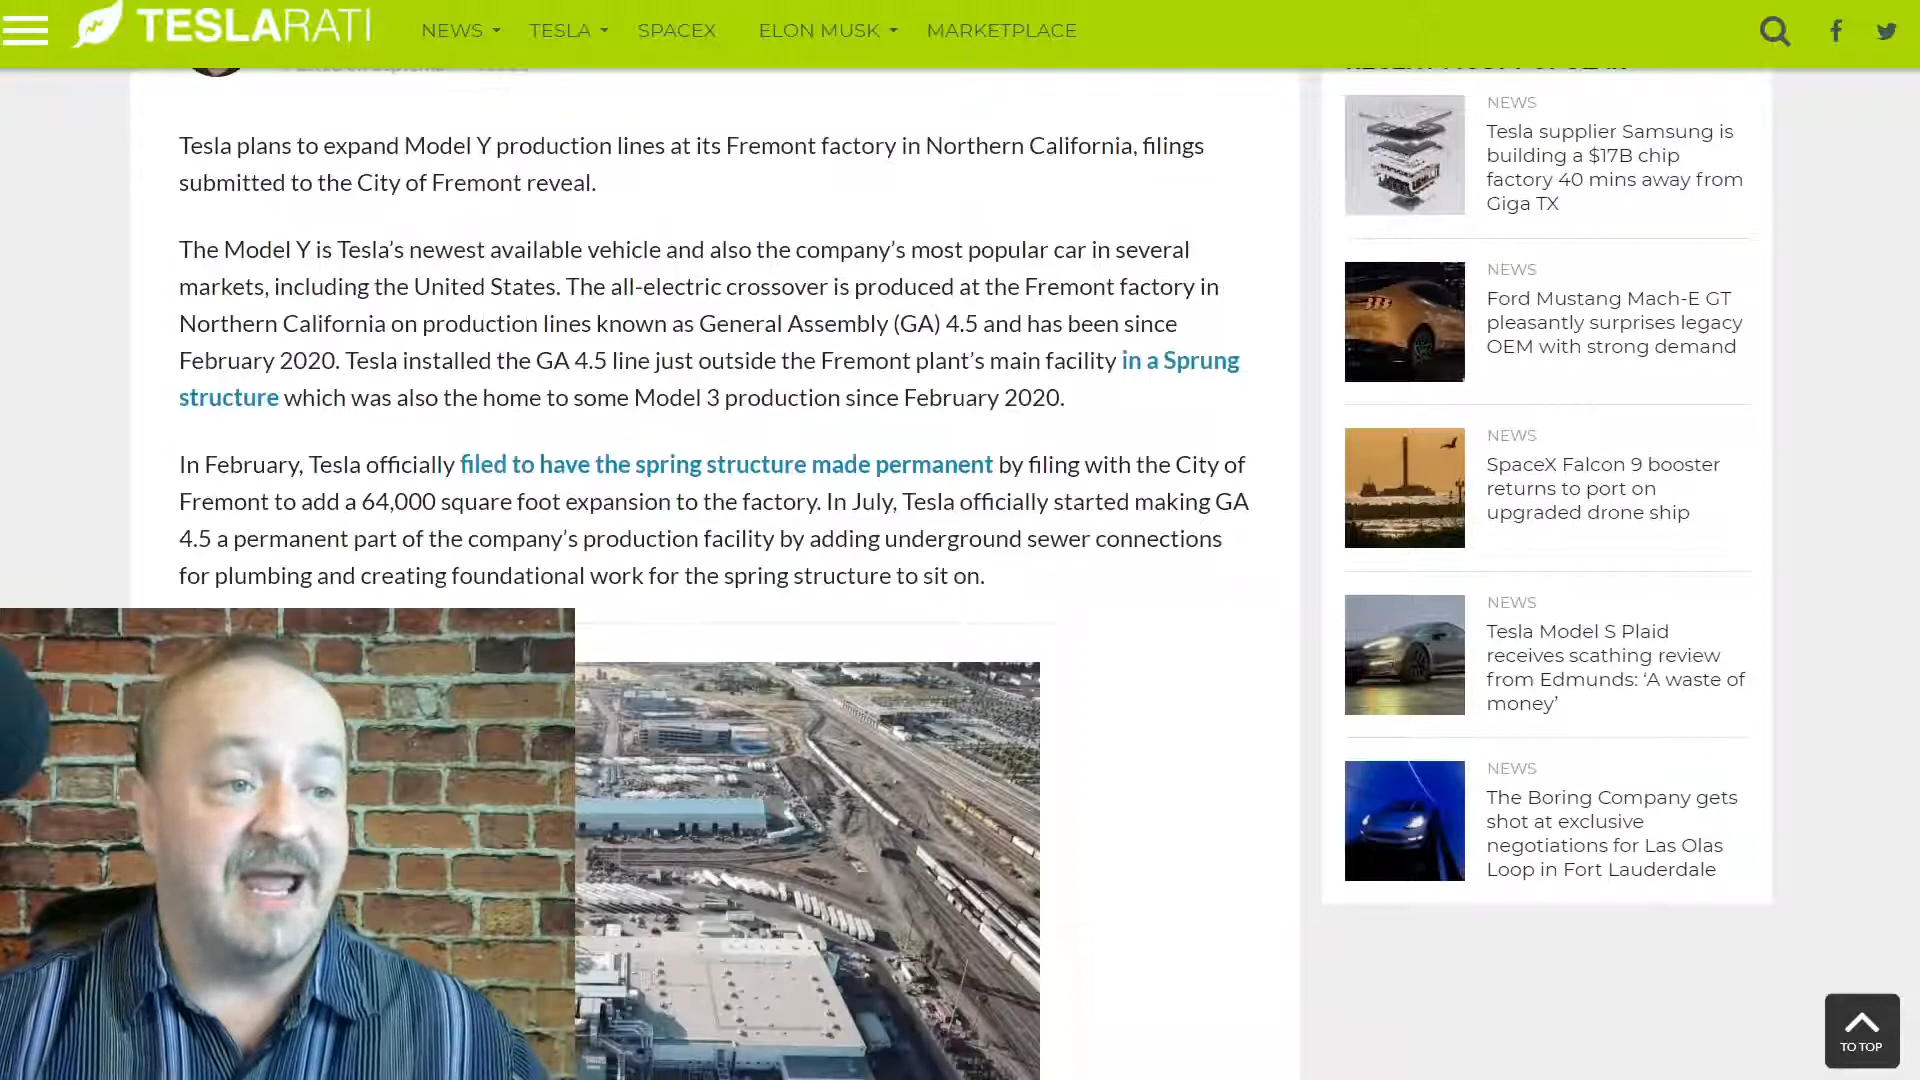 TESLARATI
NEWS
TESLA
SPACEX
ELON MUSK
MARKETPLACE
Tesla plans to expand Model Y production lines at its Fremont factory in Northern California, filings
submitted to the City of Fremont reveal.
The Model Y is Tesla’s newest available vehicle and also the company’s most popular car in several
markets, including the United States. The all-electric crossover is produced at the Fremont factory in
Northern California on production lines known as General Assembly (GA) 4.5 and has been since
February 2020. Tesla installed the GA 4.5 line just outside the Fremont plant’s main facility in a Sprung
structure which was also the home to some Model 3 production since February 2020.
In February, Tesla officially filed to have the spring structure made permanent by filing with the City of
Fremont to add a 64,000 square foot expansion to the factory. In July, Tesla officially started making GA
4.5 a permanent part of the company’s production facility by adding underground sewer connections
for plumbing and creating foundational work for the spring structure to sit on.
NEWS
Tesla supplier Samsung is
building a $17B chip
factory 40 mins away from
Giga TX
NEWS
Ford Mustang Mach-E GT
pleasantly surprises legacy
OEM with strong demand
NEWS
SpaceX Falcon 9 booster
returns to port on
upgraded drone ship
NEWS
Tesla Model S Plaid
receives scathing review
from Edmunds: ‘A waste of
money’
NEWS
The Boring Company gets
shot at exclusive
negotiations for Las Olas
Loop in Fort Lauderdale
TO TOP